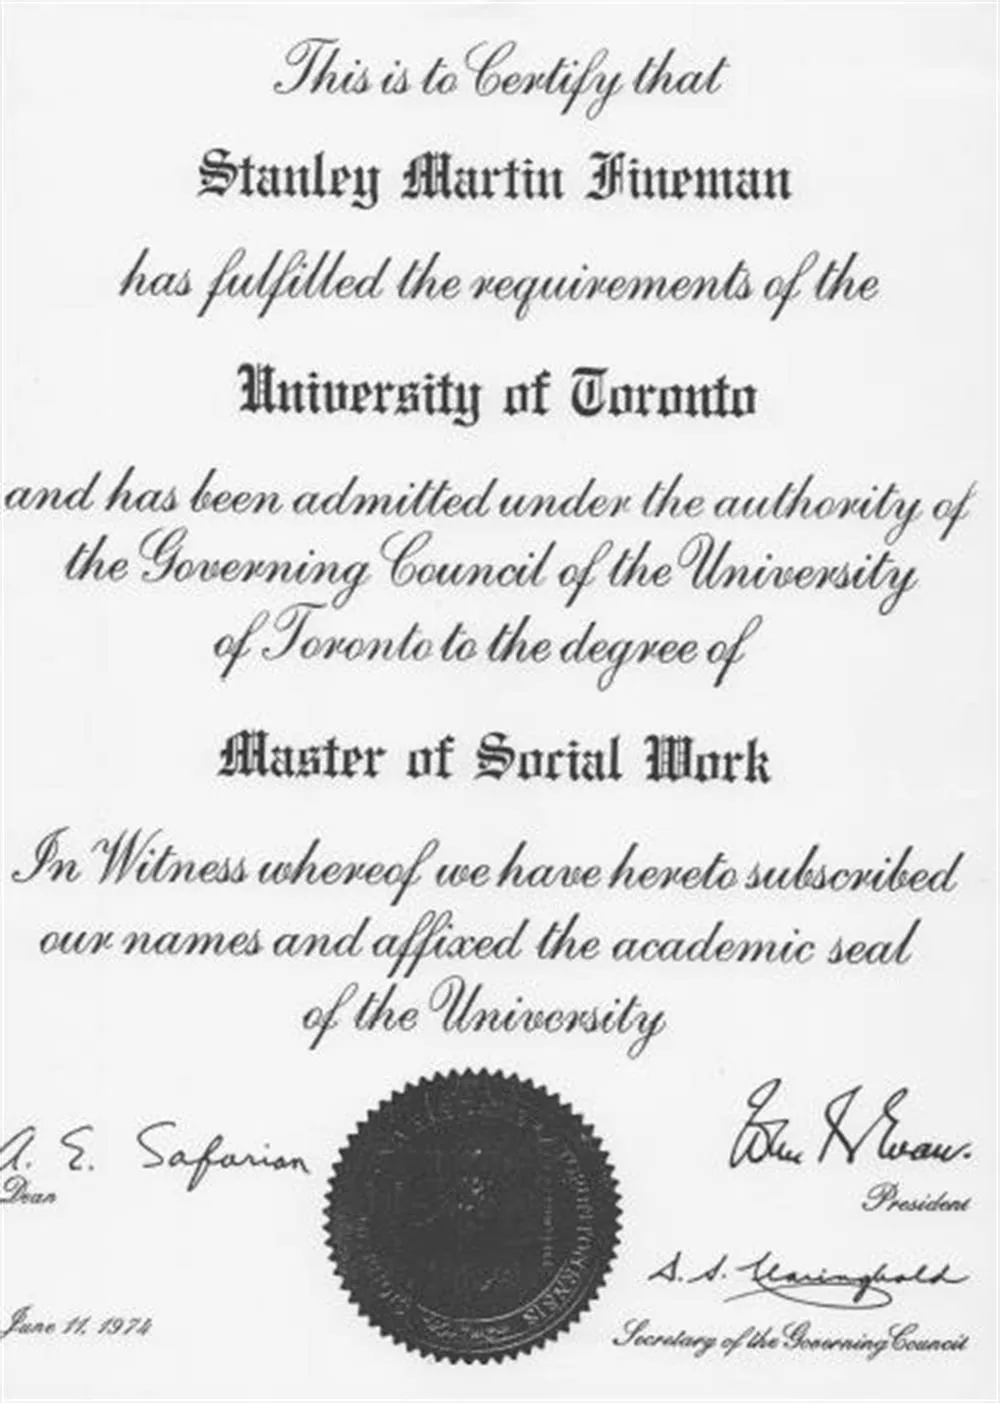 This is to Certify that
Stanley Martin Fineman
has fulfilled the requirements of the
University of Toronto
and has been admitted under the authority of
the Governing Council of the University
of Toronto to the degree of
Master of Social Work
In Witness whereof we have hereto subscribed
our names and affixed the academic seal
of the University
A. E. Safarian
Dean
John Evans.
President
June 11, 1974
Secretary of the Governing Council